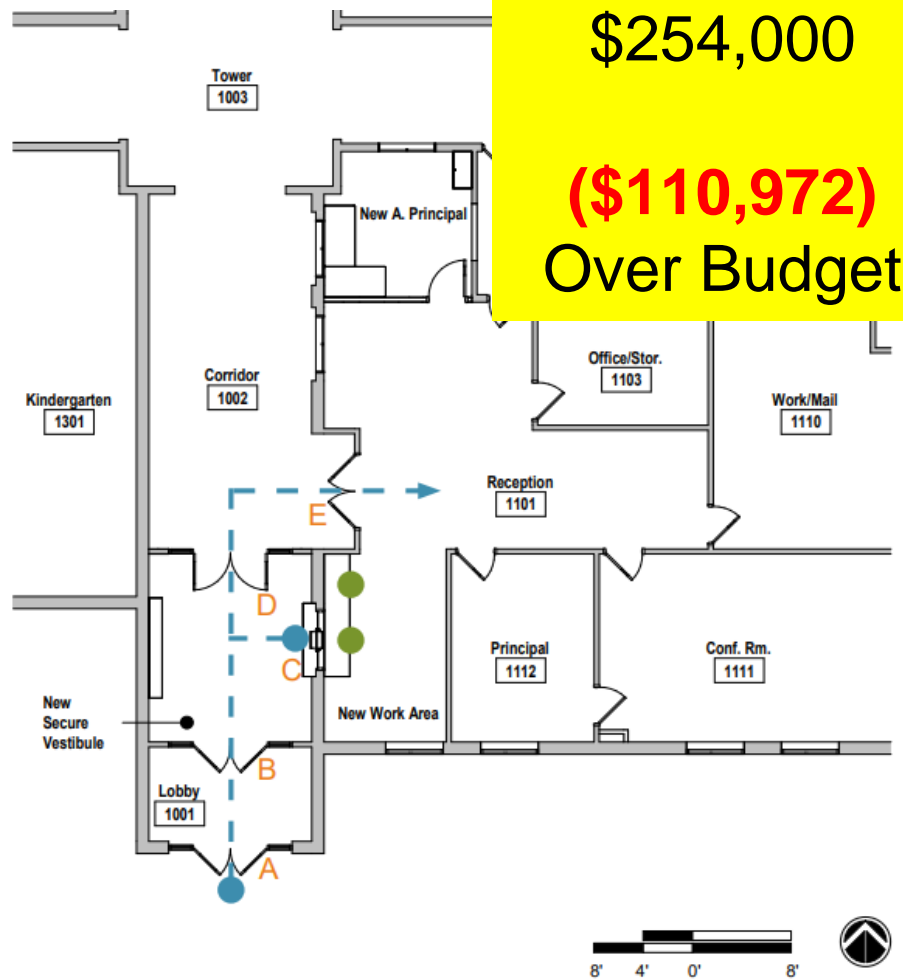 $254,000
($110,972)
Over Budget
Tower
1003
New A. Principal
Office/Stor.
1103
Corridor
1002
Kindergarten
1301
Work/Mail
1110
Reception
1101
E
D
C
Principal
1112
Conf. Rm.
1111
New
Secure
Vestibule
New Work Area
B
Lobby
1001
A
8' 4' 0' 8'